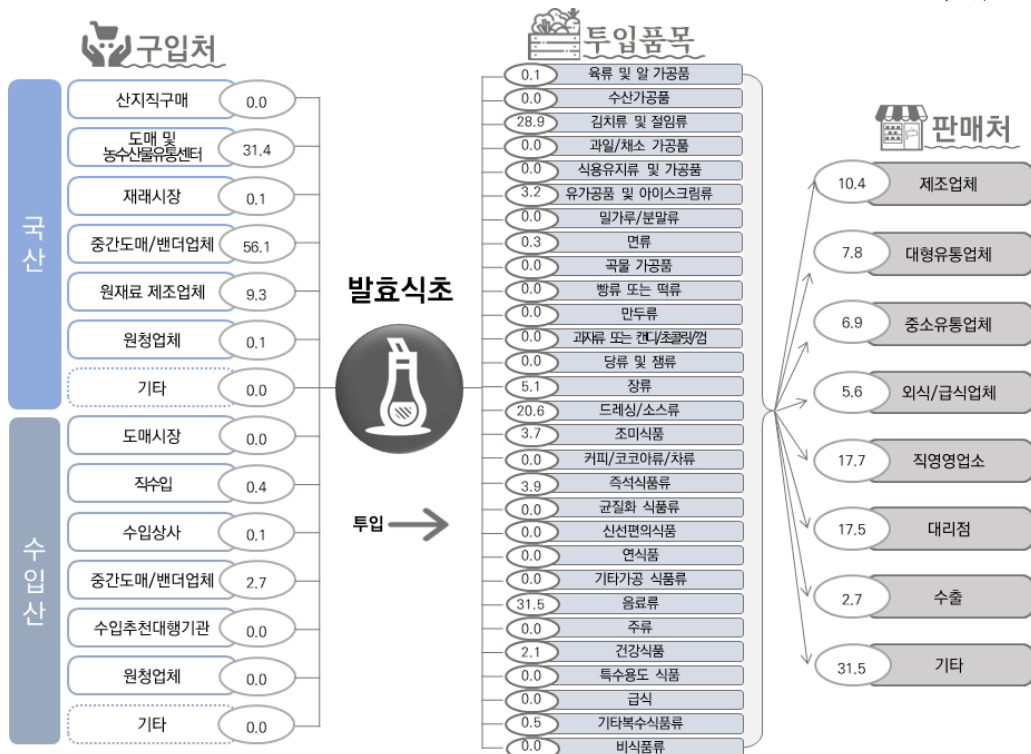 구입처
국산
산지직구매 0.0
도매 및
농수산물유통센터 31.4
재래시장 0.1
중간도매/밴더업체 56.1
원재료 제조업체 9.3
원청업체 0.1
기타 0.0
수입산
도매시장 0.0
직수입 0.4
수입상사 0.1
중간도매/밴더업체 2.7
수입추천대행기관 0.0
원청업체 0.0
기타 0.0
발효식초
투입
투입품목
0.1 육류 및 알 가공품
0.0 수산가공품
28.9 김치류 및 절임류
0.0 과일/채소 가공품
0.0 식용유지류 및 가공품
3.2 유가공품 및 아이스크림류
0.0 밀가루/분말류
0.3 면류
0.0 곡물 가공품
0.0 빵류 또는 떡류
0.0 만두류
0.0 과자류 또는 캔디/초콜릿/껌
0.0 당류 및 잼류
5.1 장류
20.6 드레싱/소스류
3.7 조미식품
0.0 커피/코코아류/차류
3.9 즉석식품류
0.0 균질화 식품류
0.0 신선편의식품
0.0 연식품
0.0 기타가공 식품류
31.5 음료류
0.0 주류
2.1 건강식품
0.0 특수용도 식품
0.0 급식
0.5 기타복수식품류
0.0 비식품류
판매처
10.4 제조업체
7.8 대형유통업체
6.9 중소유통업체
5.6 외식/급식업체
17.7 직영영업소
17.5 대리점
2.7 수출
31.5 기타